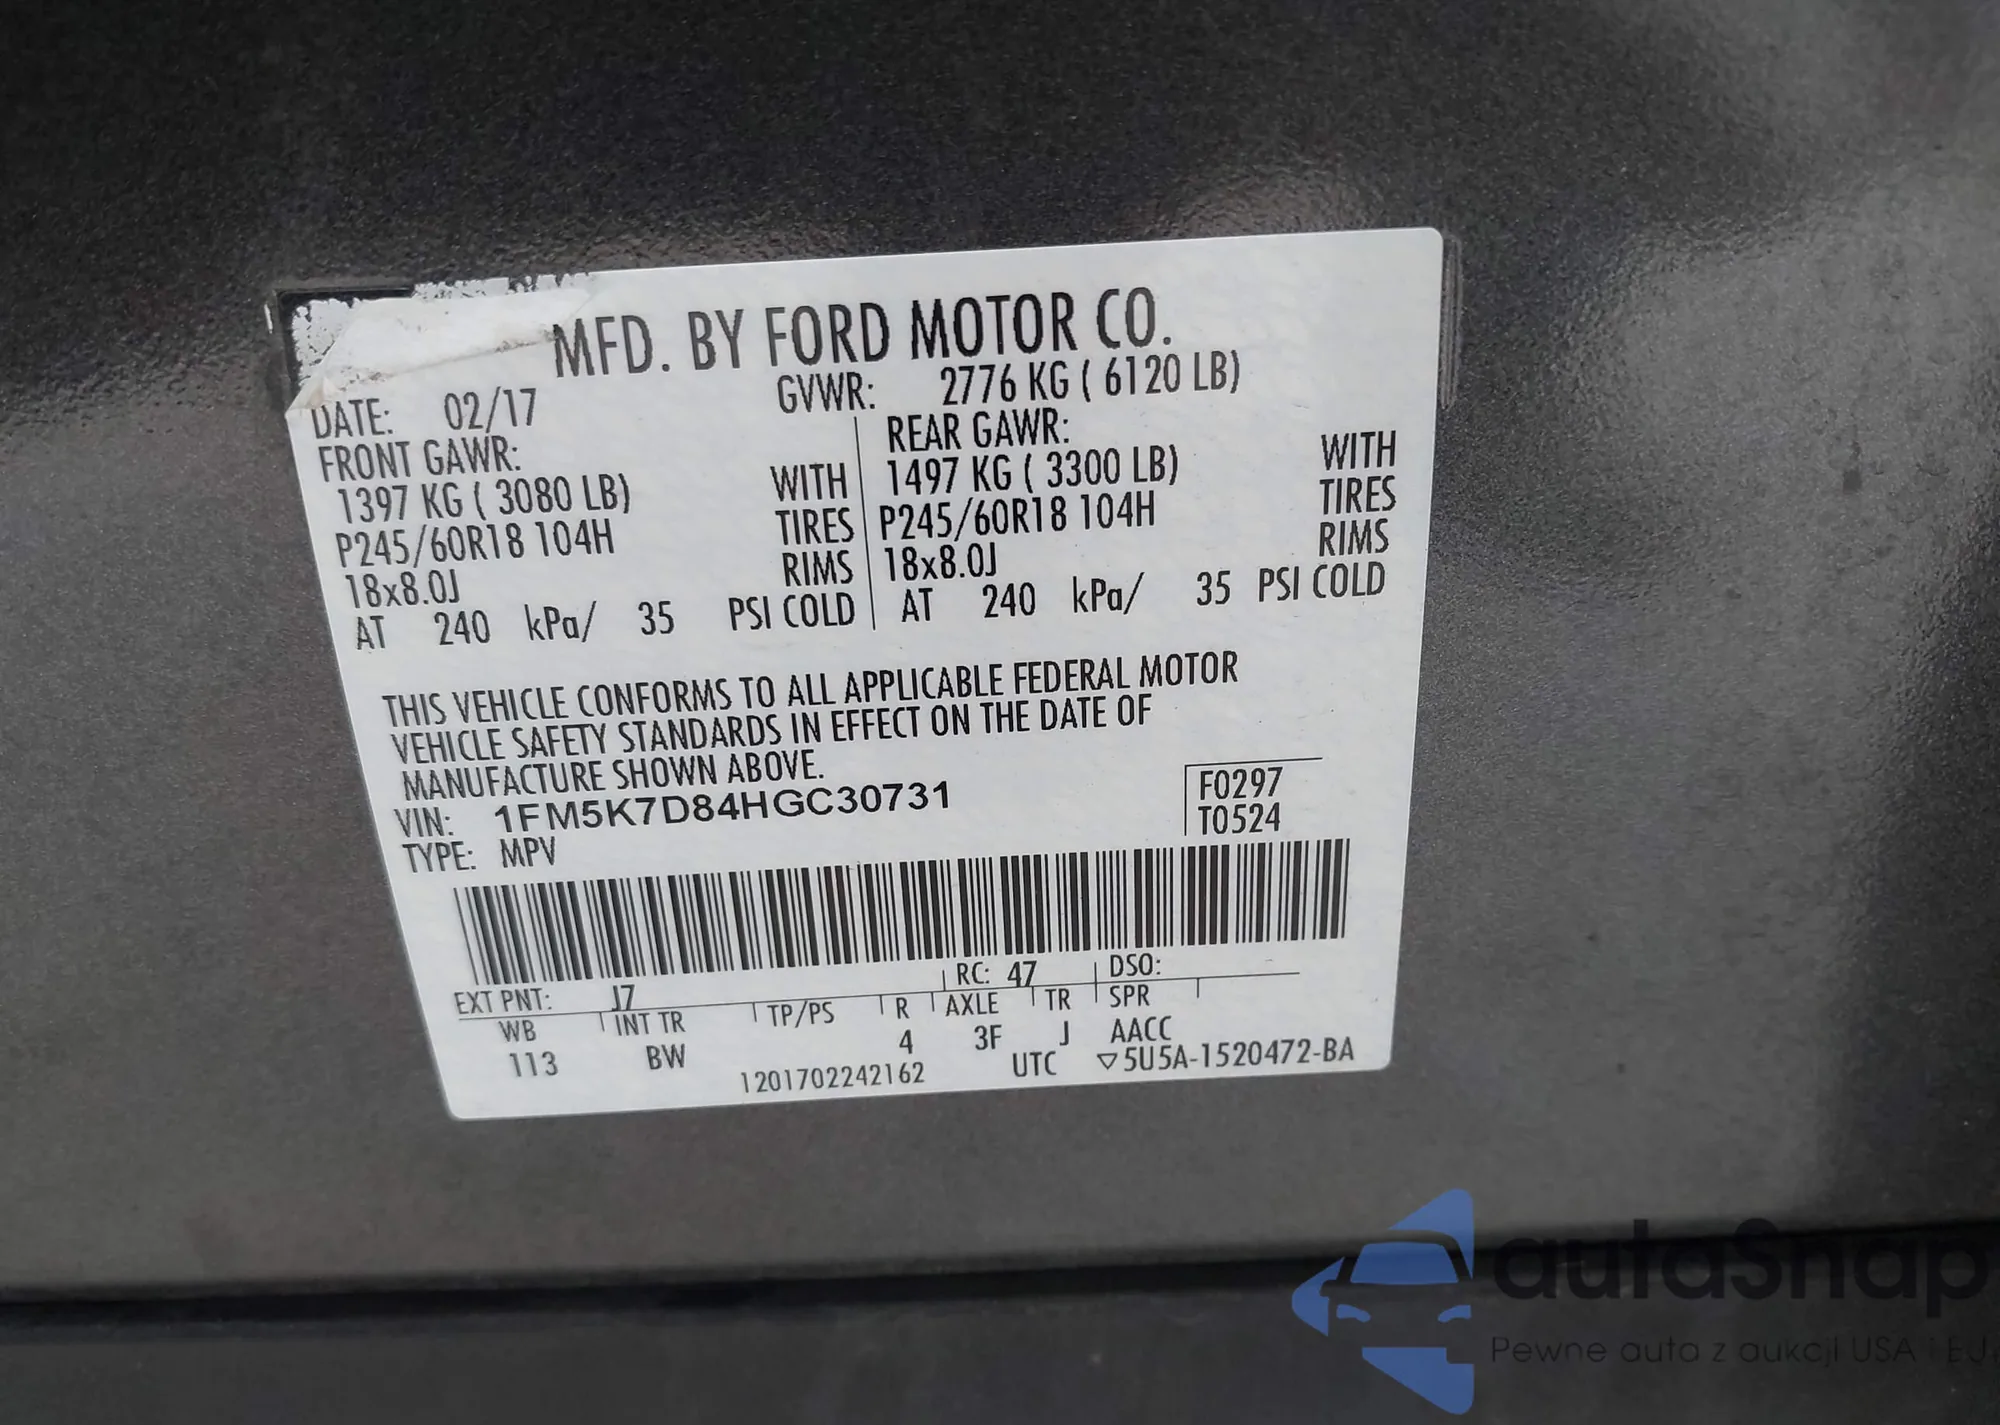 MFD. BY FORD MOTOR CO.
DATE: 02/17 GVWR: 2776 KG ( 6120 LB)
FRONT GAWR: REAR GAWR:
1397 KG ( 3080 LB) WITH 1497 KG ( 3300 LB) WITH
P245/60R18 104H TIRES P245/60R18 104H TIRES
18x8.0J RIMS 18x8.0J RIMS
AT 240 kPa/ 35 PSI COLD AT 240 kPa/ 35 PSI COLD
THIS VEHICLE CONFORMS TO ALL APPLICABLE FEDERAL MOTOR
VEHICLE SAFETY STANDARDS IN EFFECT ON THE DATE OF
MANUFACTURE SHOWN ABOVE.
VIN: 1FM5K7D84HGC30731 F0297
TYPE: MPV T0524
EXT PNT: J7 RC: 47 DSO:
WB INT TR TP/PS R AXLE TR SPR
113 BW 4 3F J AACC
1201702242162 UTC ▽5U5A-1520472-BA
autaSnap
Pewne auta z aukcji USA i EU